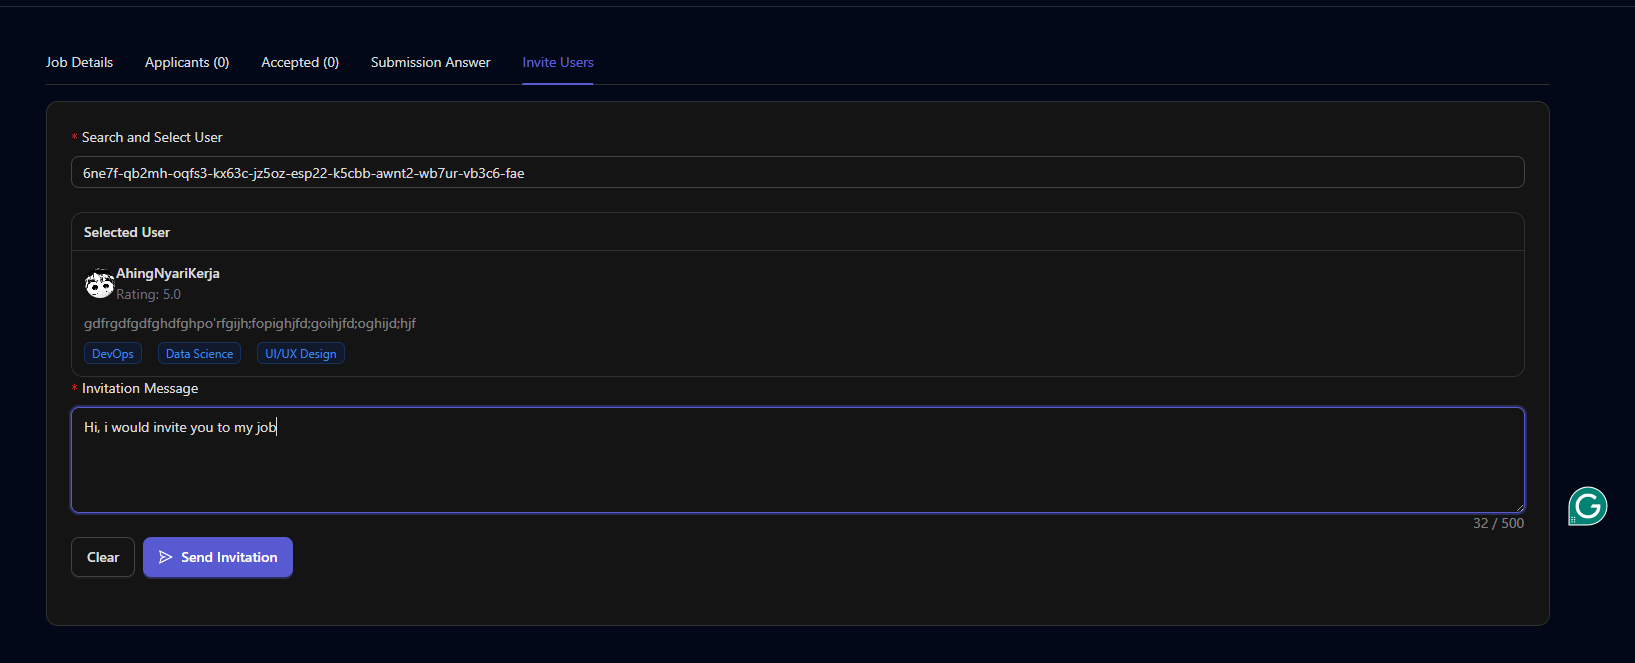 Job Details Applicants (0) Accepted (0) Submission Answer Invite Users
* Search and Select User
6ne7f-qb2mh-oqfs3-kx63c-jz5oz-esp22-k5cbb-awnt2-wb7ur-vb3c6-fae
Selected User
AhingNyariKerja
Rating: 5.0
gdfrgdfgdfghdfghpo'rfgijh;fopighjfd;goihjfd;oghijd;hjf
DevOps Data Science UI/UX Design
* Invitation Message
Hi, i would invite you to my job
32 / 500
Clear Send Invitation
G